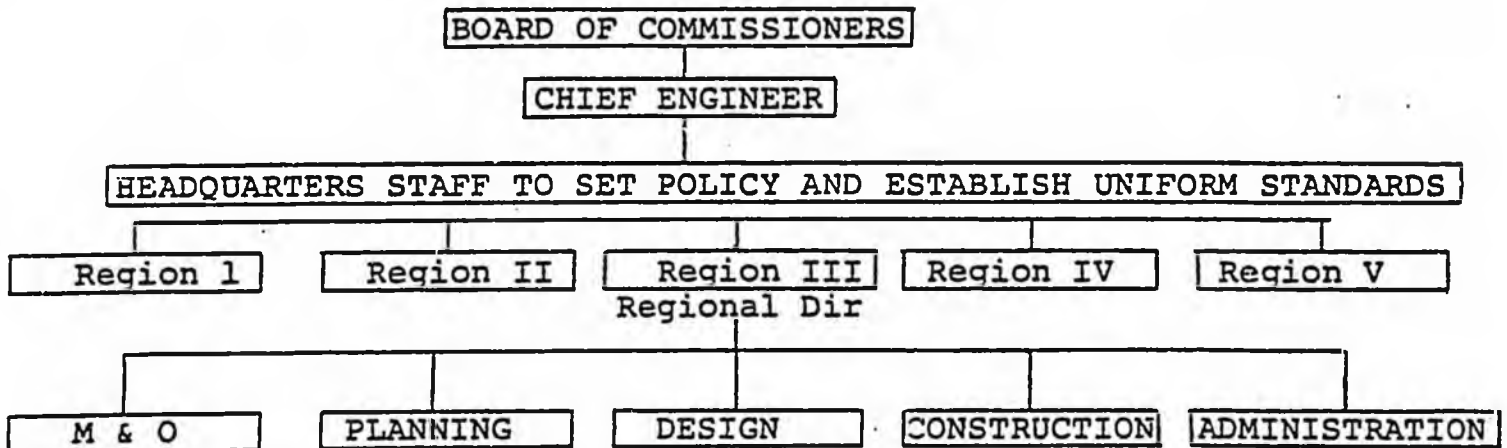 BOARD OF COMMISSIONERS
CHIEF ENGINEER
HEADQUARTERS STAFF TO SET POLICY AND ESTABLISH UNIFORM STANDARDS
Region 1 Region II Region III Region IV Region V
Regional Dir
M & O PLANNING DESIGN CONSTRUCTION ADMINISTRATION